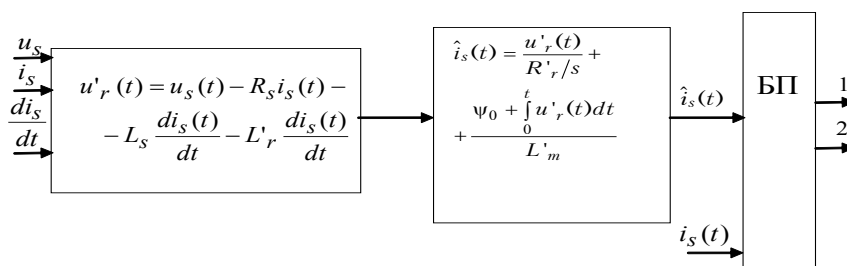 u_s
i_s
di_s/dt
u'_r(t) = u_s(t) − R_s i_s(t) −
− L_s di_s(t)/dt − L'_r di_s(t)/dt
î_s(t) = u'_r(t)/(R'_r/s) +
+ (ψ_0 + ∫_0^t u'_r(t)dt)/L'_m
î_s(t)
i_s(t)
БП
1
2